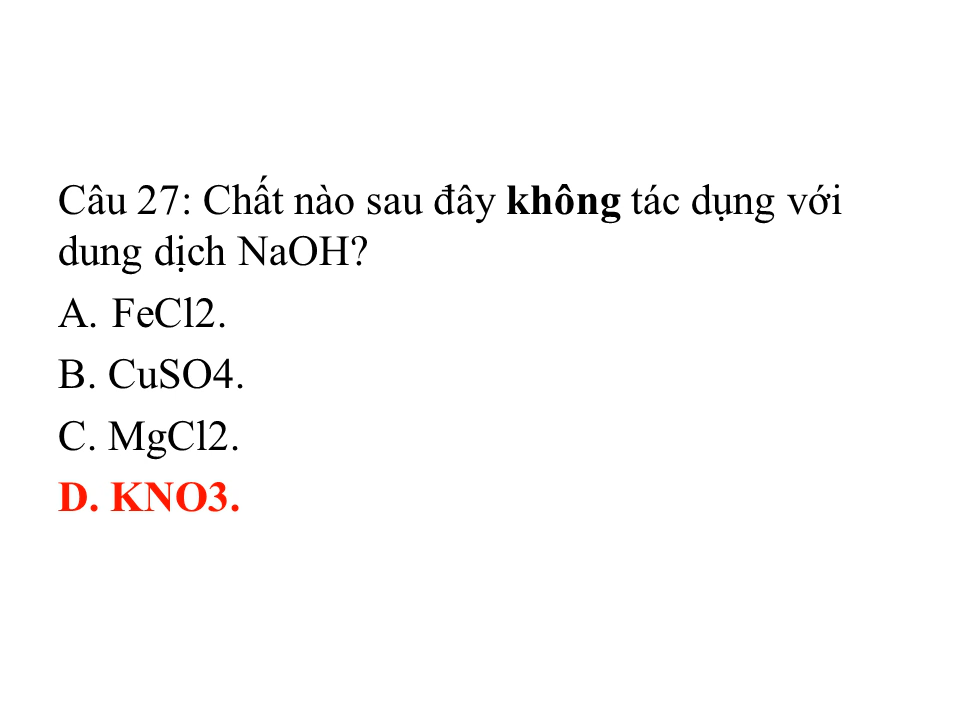 Câu 27: Chất nào sau đây không tác dụng với
dung dịch NaOH?
A. FeCl2.
B. CuSO4.
C. MgCl2.
D. KNO3.